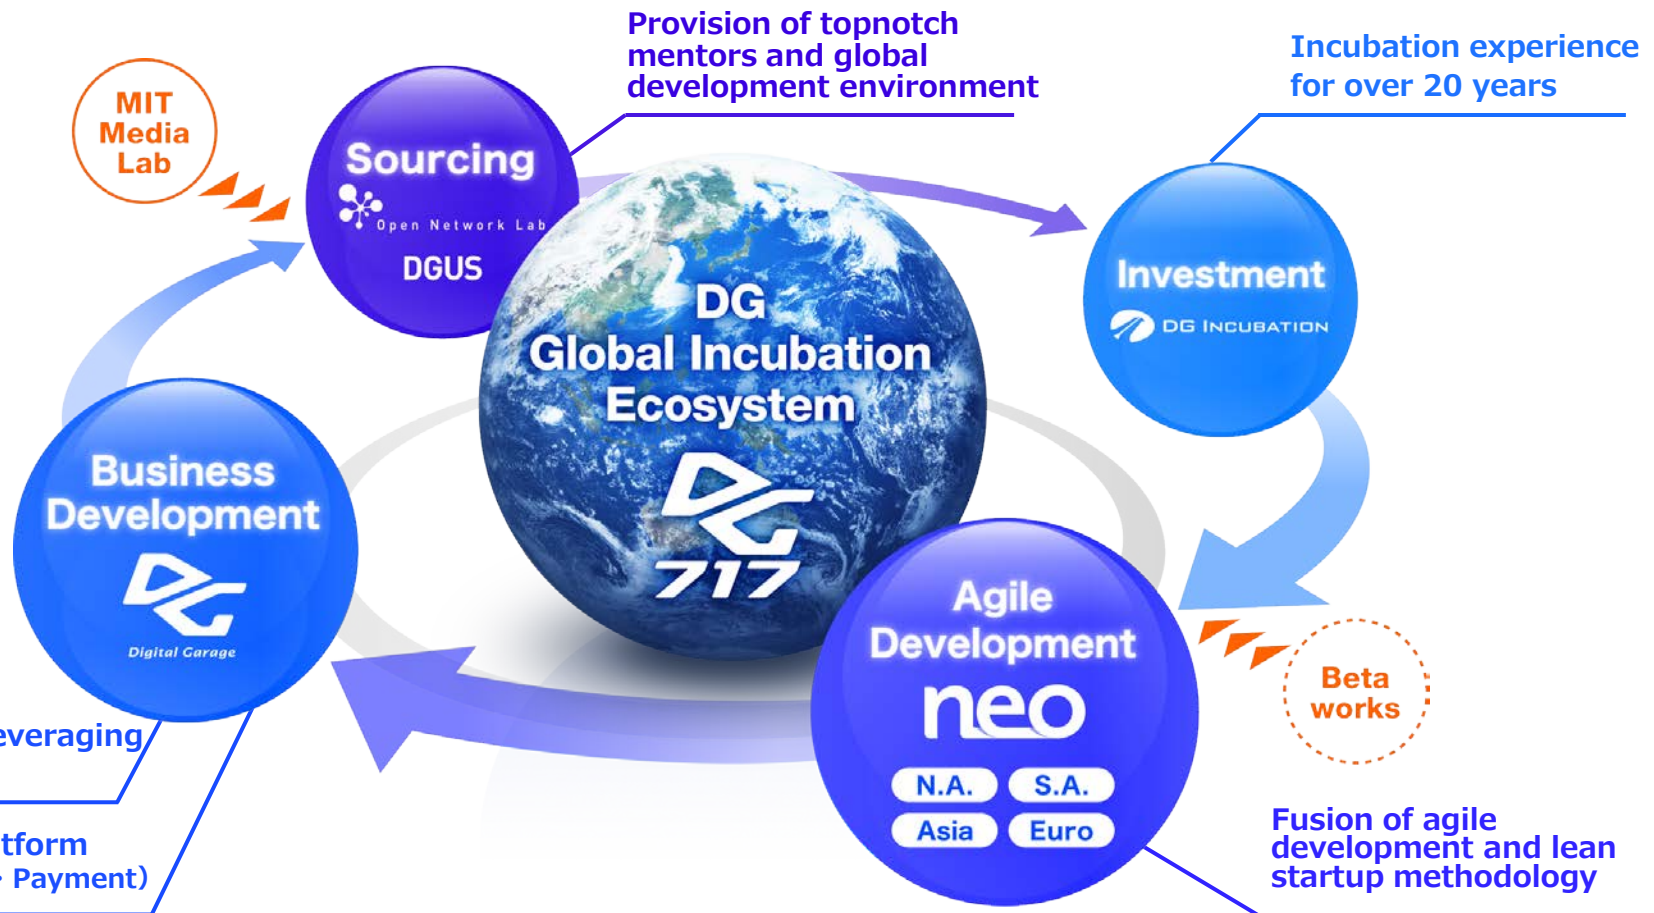 Provision of topnotch
mentors and global
development environment
Incubation experience
for over 20 years
MIT
Media
Lab
Sourcing
Open Network Lab
DGUS
Investment
DG INCUBATION
DG
Global Incubation
Ecosystem
DG
717
Business
Development
DG
Digital Garage
Agile
Development
neo
N.A. S.A.
Asia Euro
Beta
works
Payment)
Fusion of agile
development and lean
startup methodology